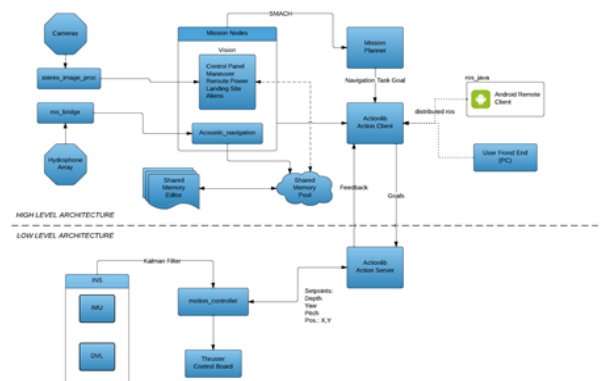 SMACH
Cameras
Mission Nodes
Mission
Planner
Vision
Control Panel
Maneuver
Reroute Power
Landing Site
Aliens
stereo_image_proc
Navigation Task Goal
ros_java
Android Remote
Client
ros_bridge
distributed ros
Acoustic_navigation
Actionlib
Action Client
User Frond End
(PC)
Hydrophone
Array
Shared
Memory
Editor
Shared
Memory
Pool
Feedback
Goals
HIGH LEVEL ARCHITECTURE
LOW LEVEL ARCHITECTURE
Kalman Filter
Actionlib
Action Server
INS
IMU
motion_controller
Setpoints:
Depth
Yaw
Pitch
Pos.: X,Y
DVL
Thruster
Control Board